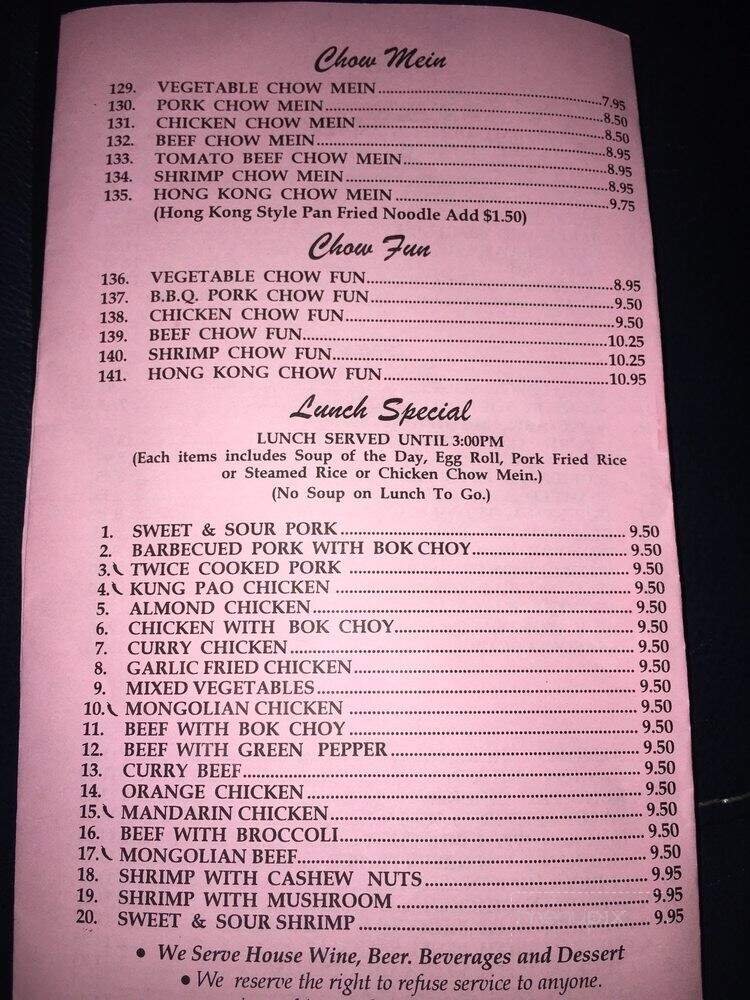 Chow Mein
129. VEGETABLE CHOW MEIN 7.95
130. PORK CHOW MEIN 8.50
131. CHICKEN CHOW MEIN 8.50
132. BEEF CHOW MEIN 8.95
133. TOMATO BEEF CHOW MEIN 8.95
134. SHRIMP CHOW MEIN 8.95
135. HONG KONG CHOW MEIN 9.75
(Hong Kong Style Pan Fried Noodle Add $1.50)
Chow Fun
136. VEGETABLE CHOW FUN 8.95
137. B.B.Q. PORK CHOW FUN 9.50
138. CHICKEN CHOW FUN 9.50
139. BEEF CHOW FUN 10.25
140. SHRIMP CHOW FUN 10.25
141. HONG KONG CHOW FUN 10.95
Lunch Special
LUNCH SERVED UNTIL 3:00PM
(Each items includes Soup of the Day, Egg Roll, Pork Fried Rice
or Steamed Rice or Chicken Chow Mein.)
(No Soup on Lunch To Go.)
1. SWEET & SOUR PORK 9.50
2. BARBECUED PORK WITH BOK CHOY 9.50
3. TWICE COOKED PORK 9.50
4. KUNG PAO CHICKEN 9.50
5. ALMOND CHICKEN 9.50
6. CHICKEN WITH BOK CHOY 9.50
7. CURRY CHICKEN 9.50
8. GARLIC FRIED CHICKEN 9.50
9. MIXED VEGETABLES 9.50
10. MONGOLIAN CHICKEN 9.50
11. BEEF WITH BOK CHOY 9.50
12. BEEF WITH GREEN PEPPER 9.50
13. CURRY BEEF 9.50
14. ORANGE CHICKEN 9.50
15. MANDARIN CHICKEN 9.50
16. BEEF WITH BROCCOLI 9.50
17. MONGOLIAN BEEF 9.50
18. SHRIMP WITH CASHEW NUTS 9.95
19. SHRIMP WITH MUSHROOM 9.95
20. SWEET & SOUR SHRIMP 9.95
• We Serve House Wine, Beer. Beverages and Dessert
• We reserve the right to refuse service to anyone.